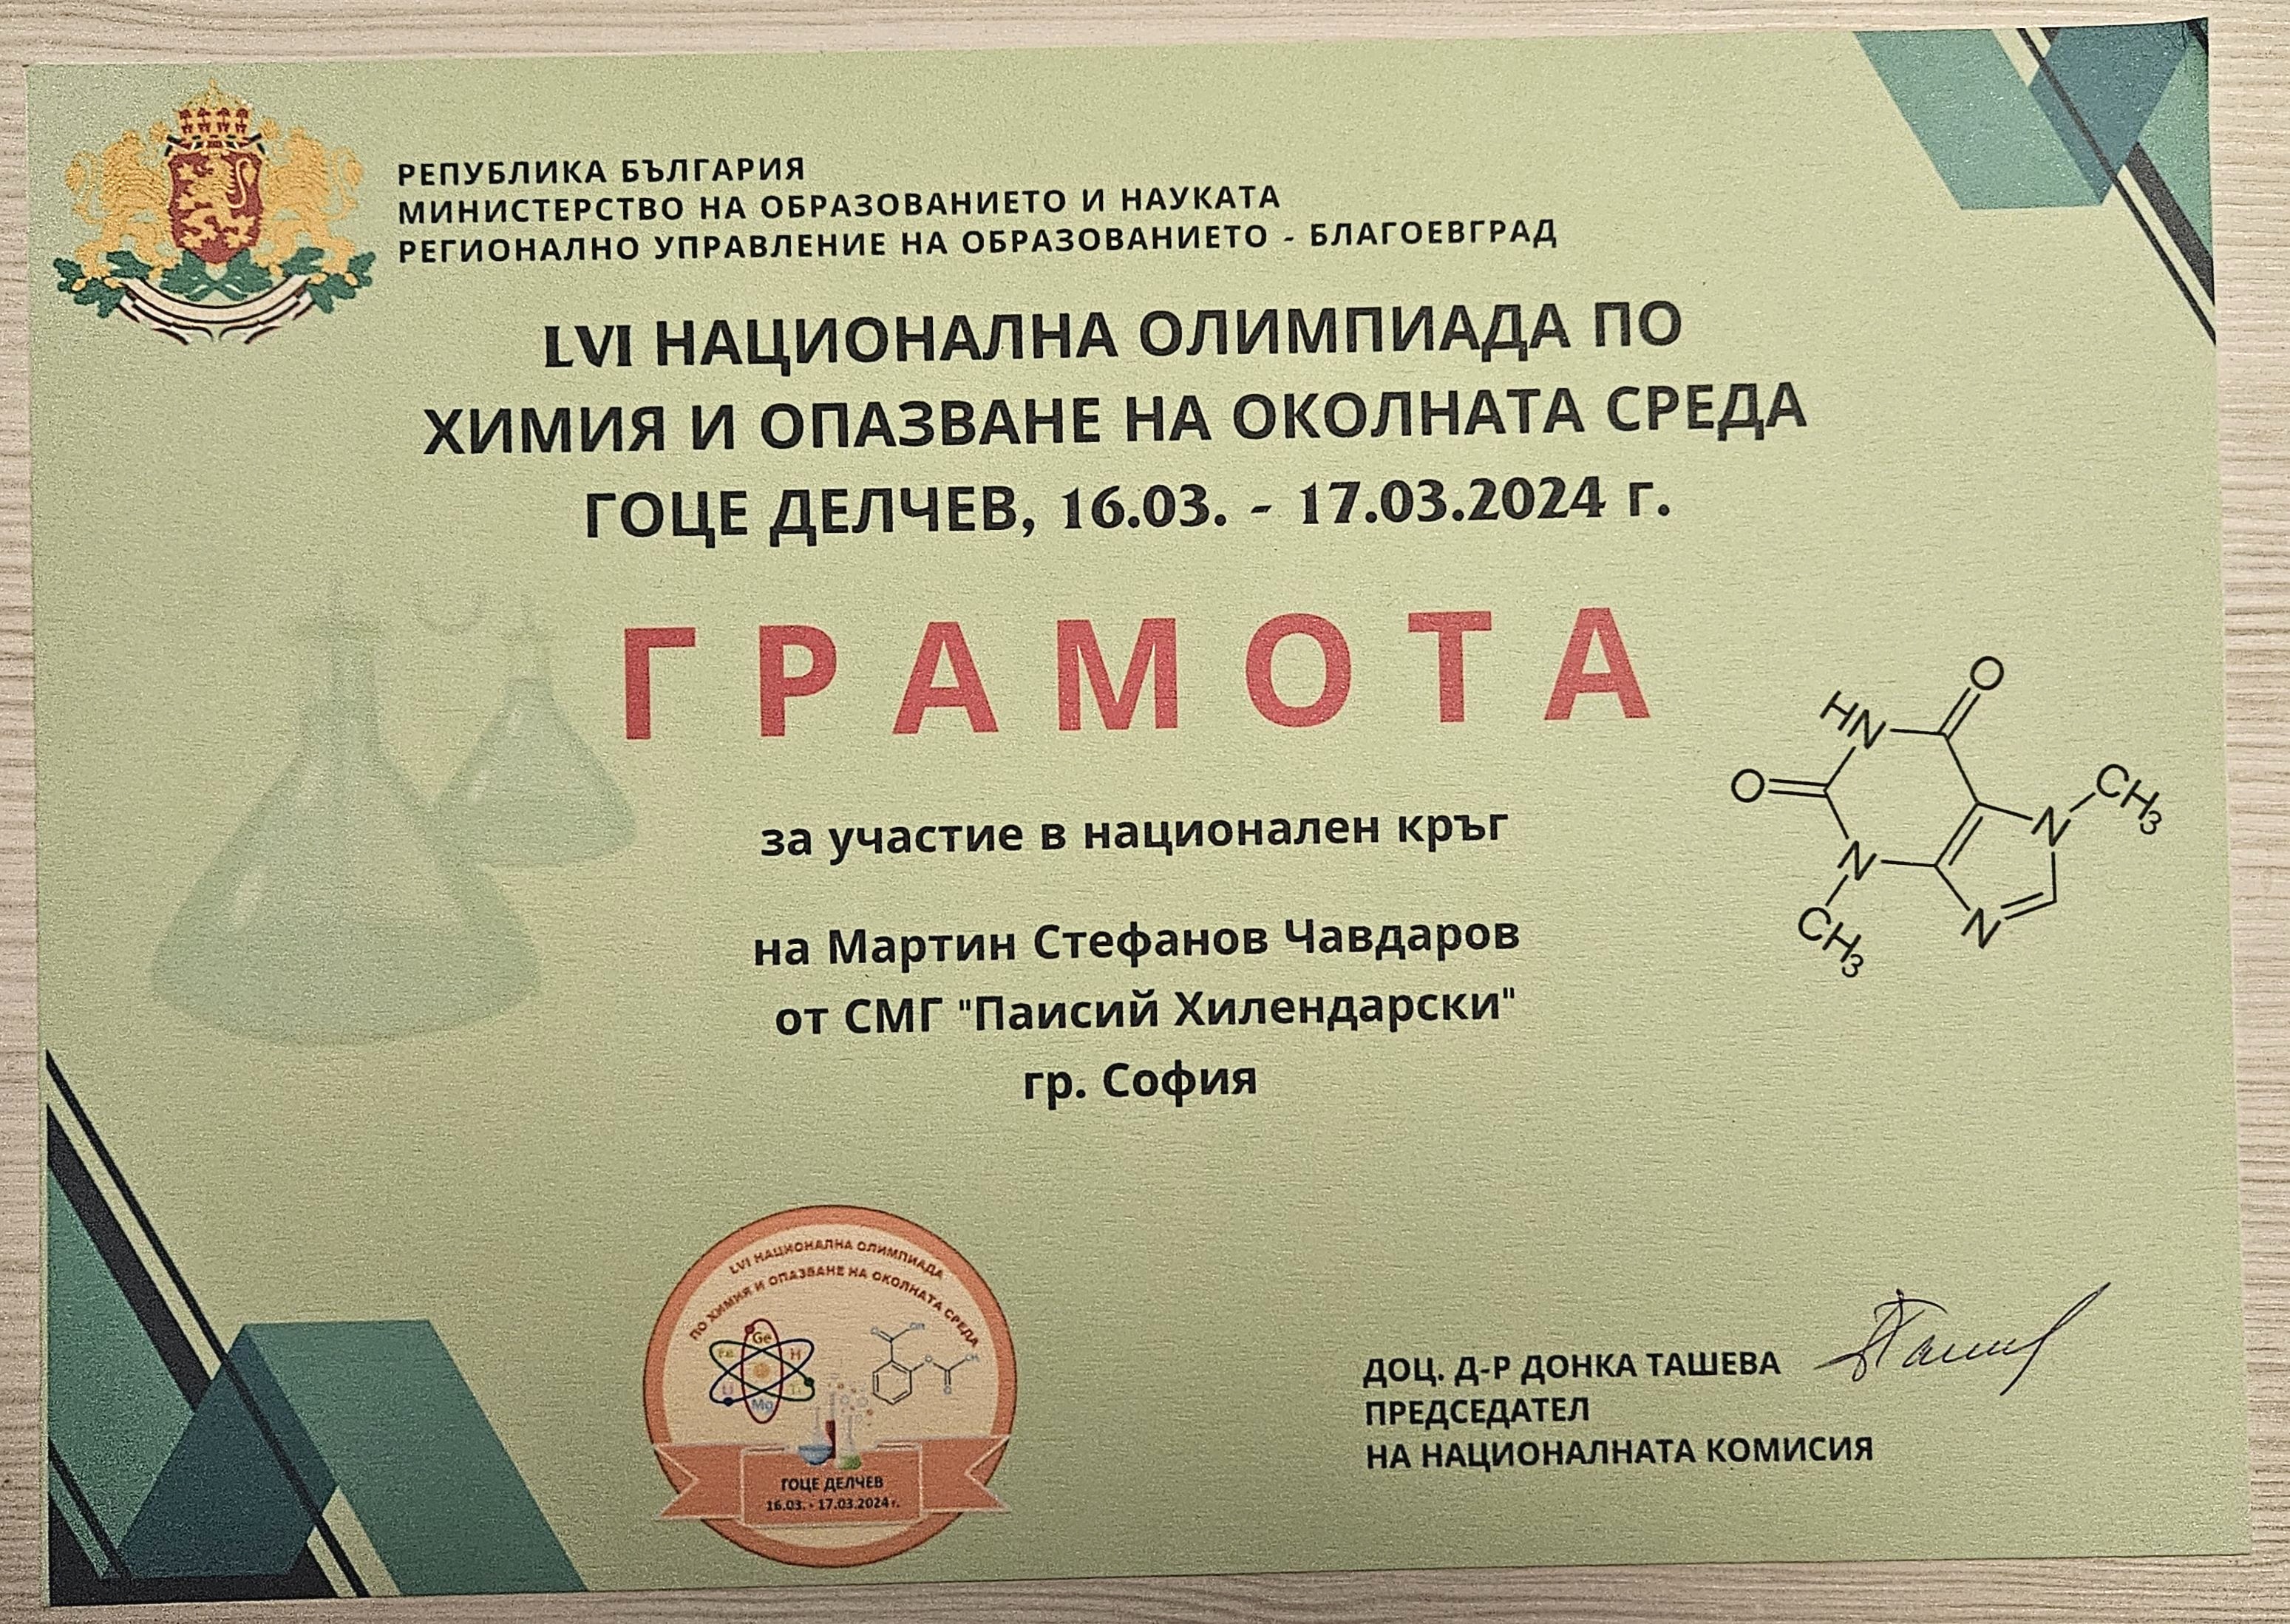 РЕПУБЛИКА БЪЛГАРИЯ
МИНИСТЕРСТВО НА ОБРАЗОВАНИЕТО И НАУКАТА
РЕГИОНАЛНО УПРАВЛЕНИЕ НА ОБРАЗОВАНИЕТО - БЛАГОЕВГРАД
LVI НАЦИОНАЛНА ОЛИМПИАДА ПО
ХИМИЯ И ОПАЗВАНЕ НА ОКОЛНАТА СРЕДА
ГОЦЕ ДЕЛЧЕВ, 16.03. - 17.03.2024 г.
ГРАМОТА
за участие в национален кръг
на Мартин Стефанов Чавдаров
от СМГ "Паисий Хилендарски"
гр. София
O
HN
O
CH3
N
N
CH3
N
LVI НАЦИОНАЛНА ОЛИМПИАДА
ПО ХИМИЯ И ОПАЗВАНЕ НА ОКОЛНАТА СРЕДА
Ge
H
Mg
ГОЦЕ ДЕЛЧЕВ
16.03. - 17.03.2024 г.
ДОЦ. Д-Р ДОНКА ТАШЕВА
ПРЕДСЕДАТЕЛ
НА НАЦИОНАЛНАТА КОМИСИЯ